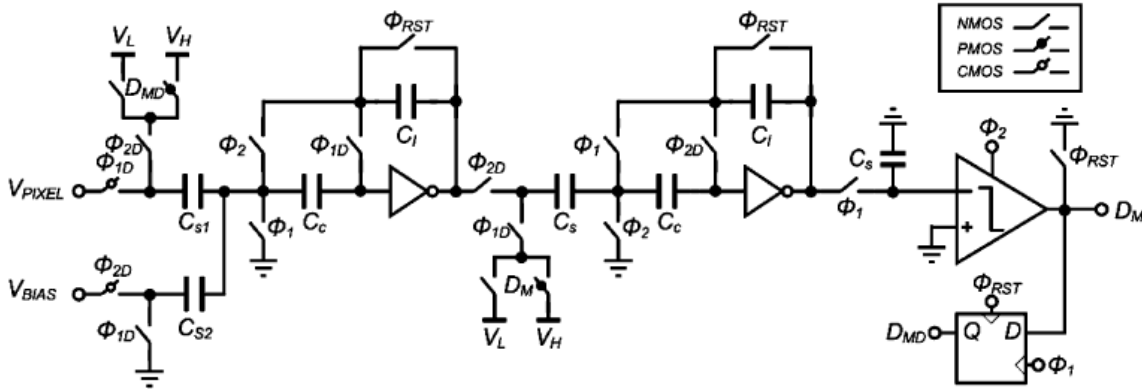 V_L V_H
D_MD
Φ_2D
Φ_1D
V_PIXEL
C_s1
V_BIAS
Φ_2D
Φ_1D
C_S2
Φ_2
Φ_1
C_c
Φ_1D
Φ_RST
C_I
Φ_2D
Φ_1D
D_M
V_L V_H
C_s
Φ_1
Φ_2
C_c
Φ_2D
Φ_RST
C_I
Φ_1
C_s
Φ_2
+
Φ_RST
D_M
Φ_RST
D_MD
Q D
Φ_1
NMOS
PMOS
CMOS